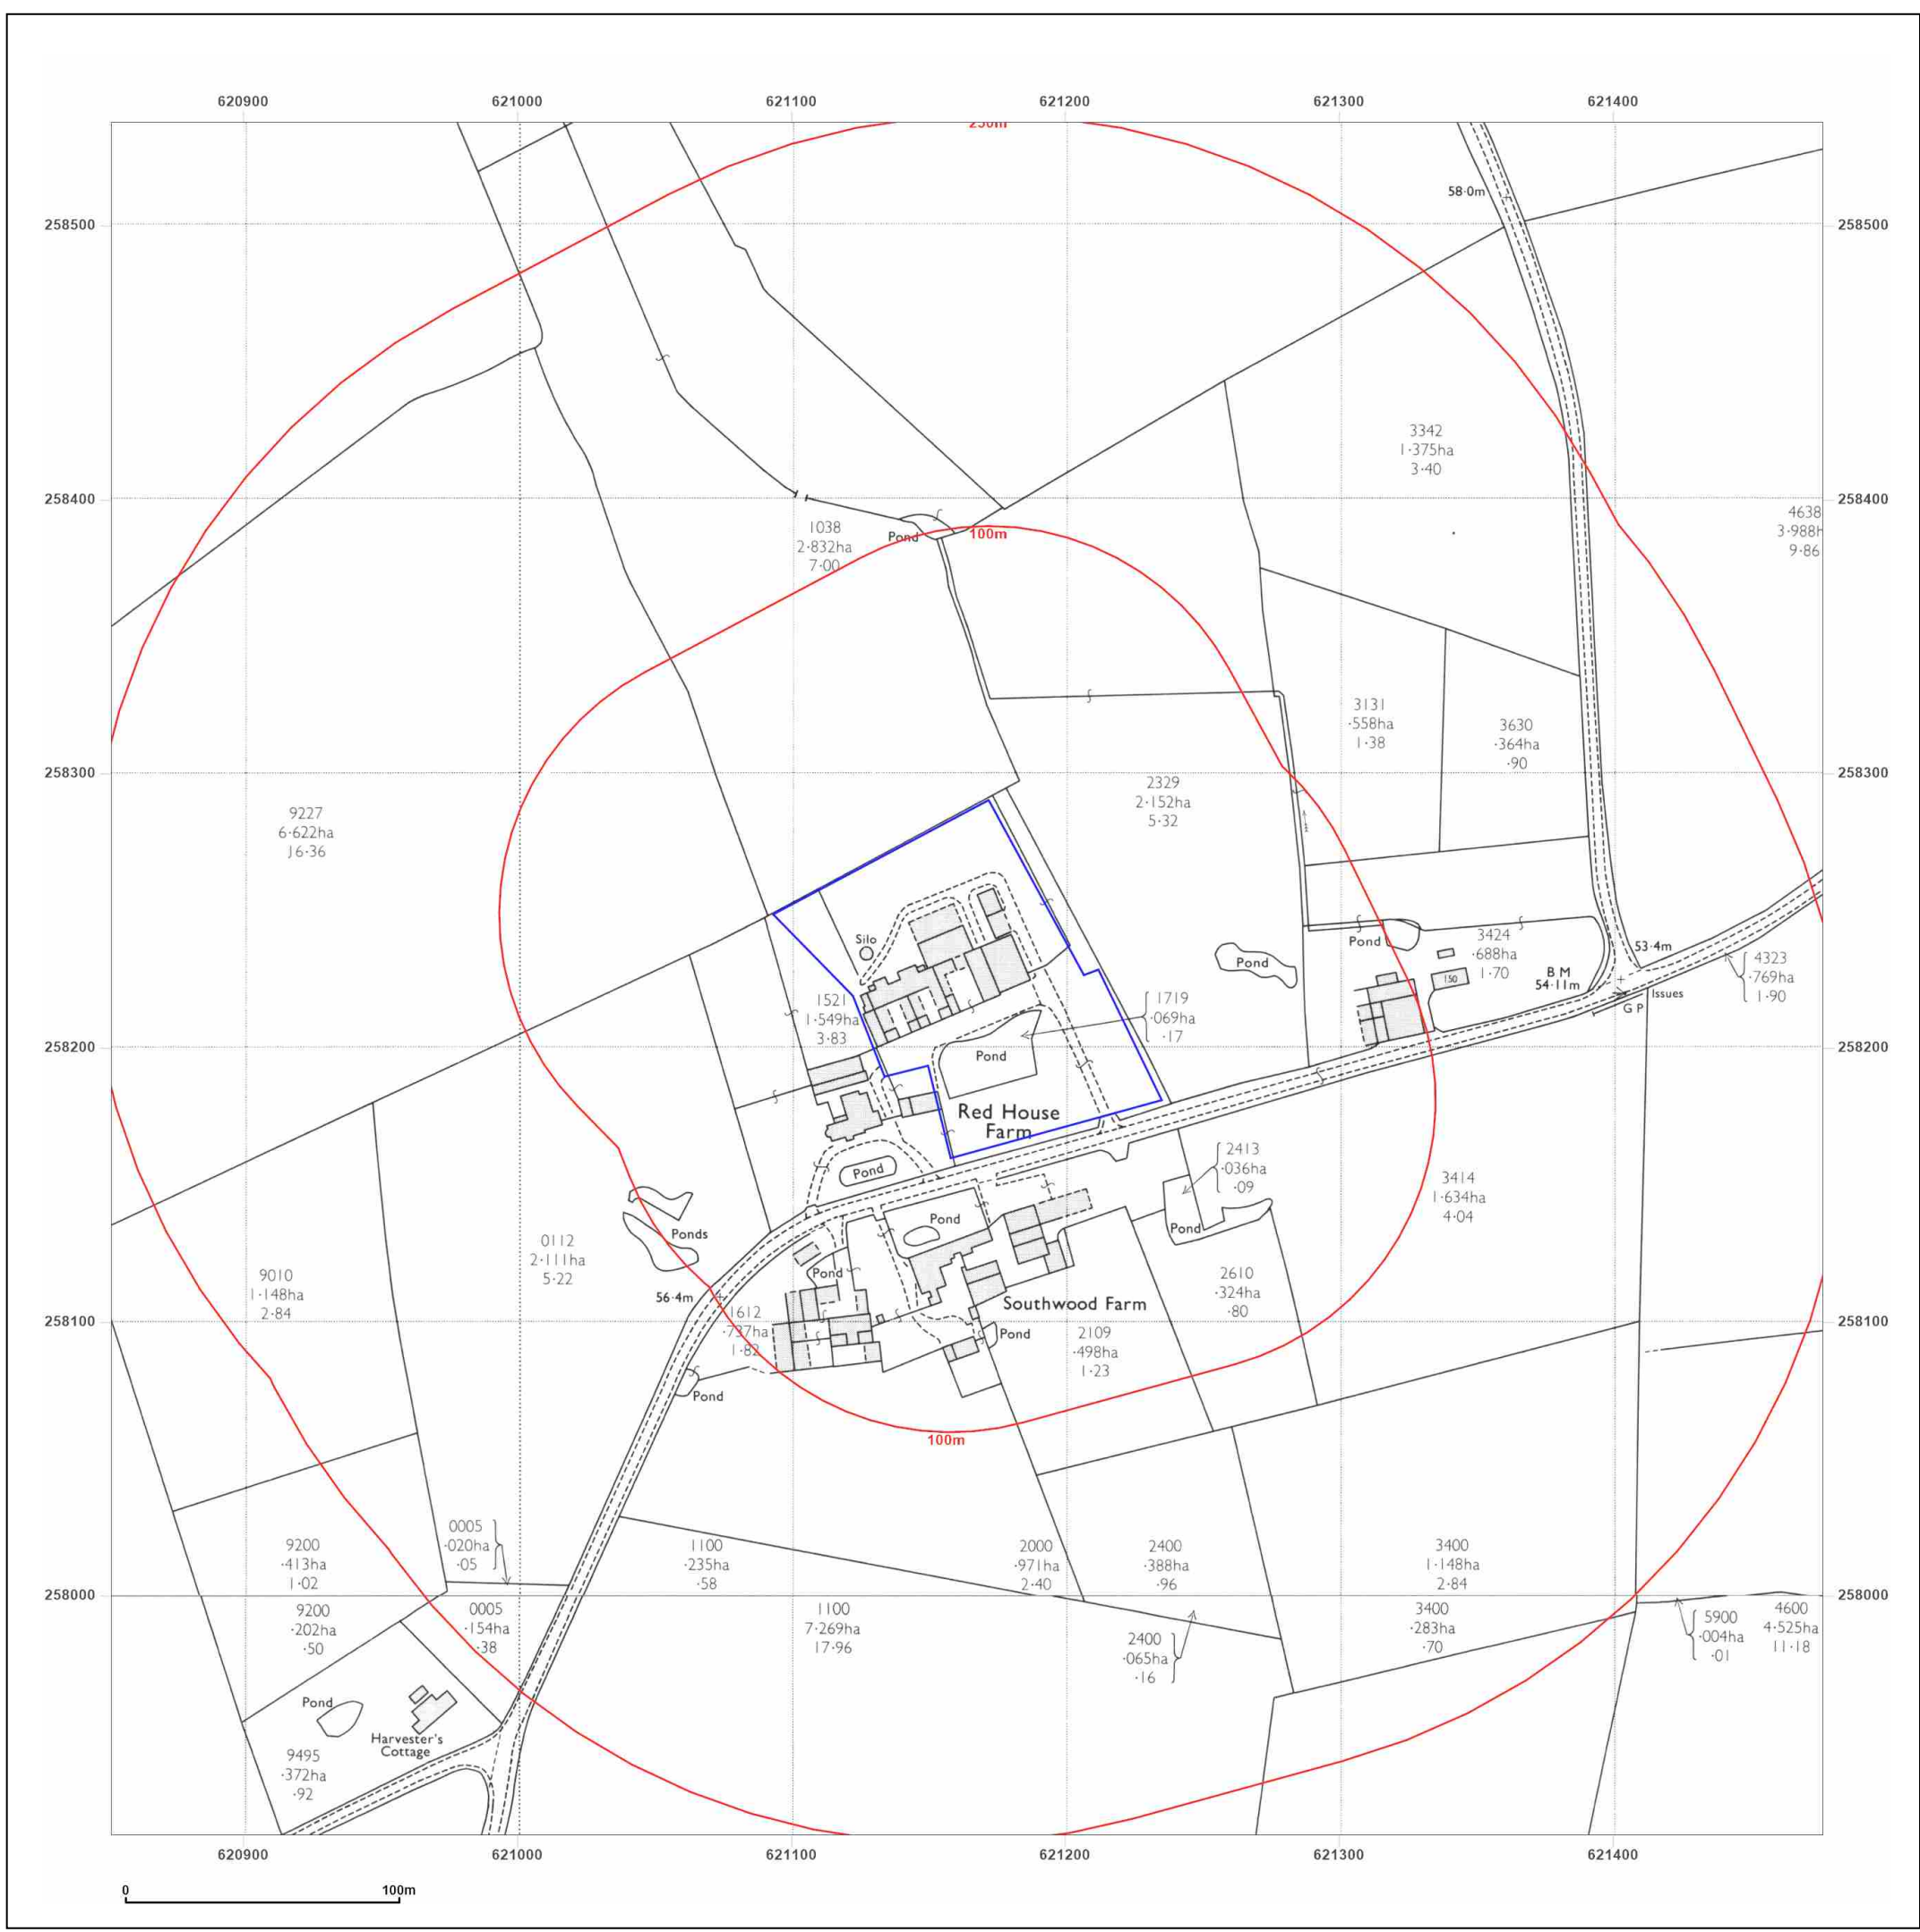 620900
621000
621100
621200
621300
621400
250m
58·0m
258500
258500
3342
1·375ha
3·40
258400
258400
4638
3·988h
9·86
1038
2·832ha
7·00
Pond
100m
3131
·558ha
1·38
3630
·364ha
·90
258300
258300
2329
2·152ha
5·32
9227
6·622ha
16·36
Silo
Pond
Pond
3424
·688ha
1·70
150
53·4m
B M
54·11m
Issues
G P
4323
·769ha
1·90
1521
1·549ha
3·83
1719
·069ha
·17
258200
258200
Pond
Red House
Farm
Pond
2413
·036ha
·09
3414
1·634ha
4·04
Ponds
Pond
Pond
0112
2·111ha
5·22
9010
1·148ha
2·84
Pond
2610
·324ha
·80
56·4m
1612
·737ha
1·82
Southwood Farm
258100
258100
Pond
2109
·498ha
1·23
Pond
100m
0005
·020ha
·05
9200
·413ha
1·02
1100
·235ha
·58
2000
·971ha
2·40
2400
·388ha
·96
3400
1·148ha
2·84
258000
258000
9200
·202ha
·50
0005
·154ha
·38
1100
7·269ha
17·96
2400
·065ha
·16
3400
·283ha
·70
5900
·004ha
·01
4600
4·525ha
11·18
Pond
Harvester's
Cottage
9495
·372ha
·92
620900
621000
621100
621200
621300
621400
0
100m